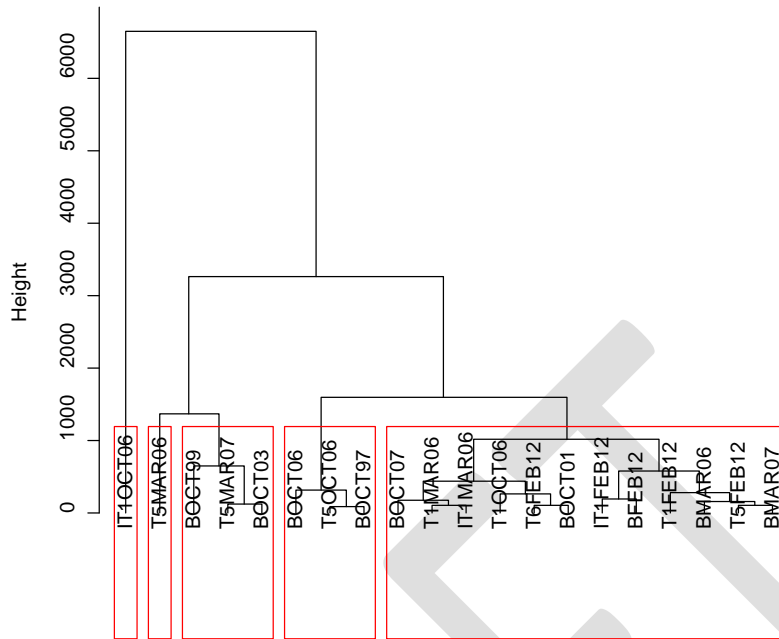 Height
6000
5000
4000
3000
2000
1000
0
IT1OCT06
T5MAR06
BOCT99
T5MAR07
BOCT03
BOCT06
T5OCT06
BOCT97
BOCT07
T1MAR06
IT1MAR06
T1OCT06
T6FEB12
BOCT01
IT1FEB12
BFEB12
T1FEB12
BMAR06
T5FEB12
BMAR07